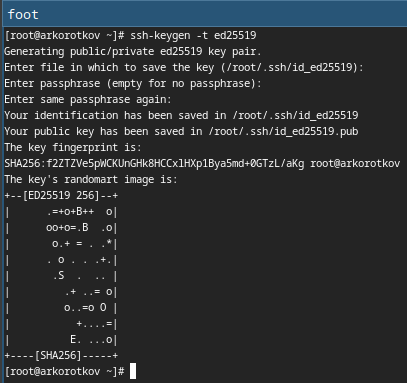 foot
[root@arkorotkov ~]# ssh-keygen -t ed25519
Generating public/private ed25519 key pair.
Enter file in which to save the key (/root/.ssh/id_ed25519):
Enter passphrase (empty for no passphrase):
Enter same passphrase again:
Your identification has been saved in /root/.ssh/id_ed25519
Your public key has been saved in /root/.ssh/id_ed25519.pub
The key fingerprint is:
SHA256:f2ZTZVe5pWCKUnGHk8HCCx1HXp1Bya5md+0GTzL/aKg root@arkorotkov
The key's randomart image is:
+--[ED25519 256]--+
|      .=+o+B++  o|
|      oo+o=.B  .o|
|       o.+ = . .*|
|      . o . . .+.|
|       .S  .  .. |
|         .+ ..= o|
|         o..=o O |
|           +....=|
|          E. ...o|
+----[SHA256]-----+
[root@arkorotkov ~]#